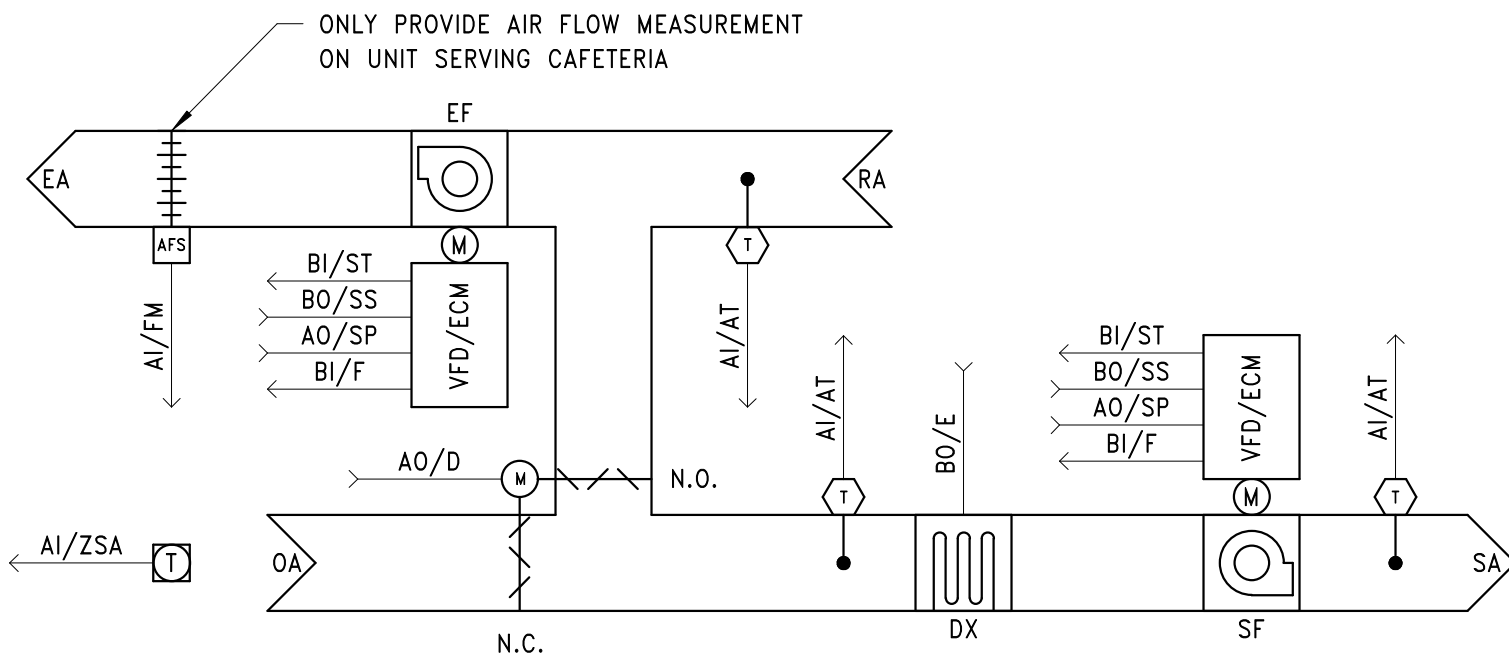 ONLY PROVIDE AIR FLOW MEASUREMENT
ON UNIT SERVING CAFETERIA
EF
EA
RA
AFS
M
T
BI/ST
BO/SS
AO/SP
BI/F
VFD/ECM
AI/FM
AI/AT
AI/AT
BO/E
BI/ST
BO/SS
AO/SP
BI/F
VFD/ECM
AI/AT
AO/D
M
N.O.
T
M
T
AI/ZSA
T
OA
SA
N.C.
DX
SF